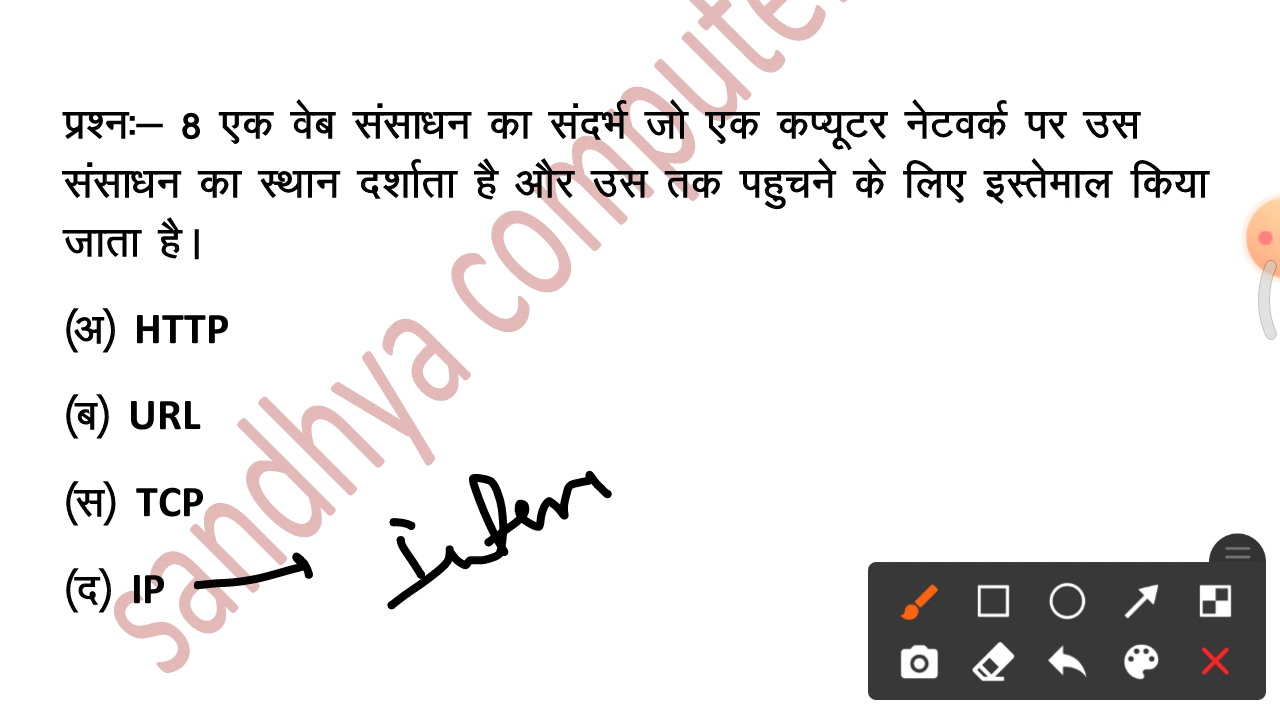 प्रश्नः– 8 एक वेब संसाधन का संदर्भ जो एक कप्यूटर नेटवर्क पर उस
संसाधन का स्थान दर्शाता है और उस तक पहुचने के लिए इस्तेमाल किया
जाता है।
(अ) HTTP
(ब) URL
(स) TCP
(द) IP
sandhya compute